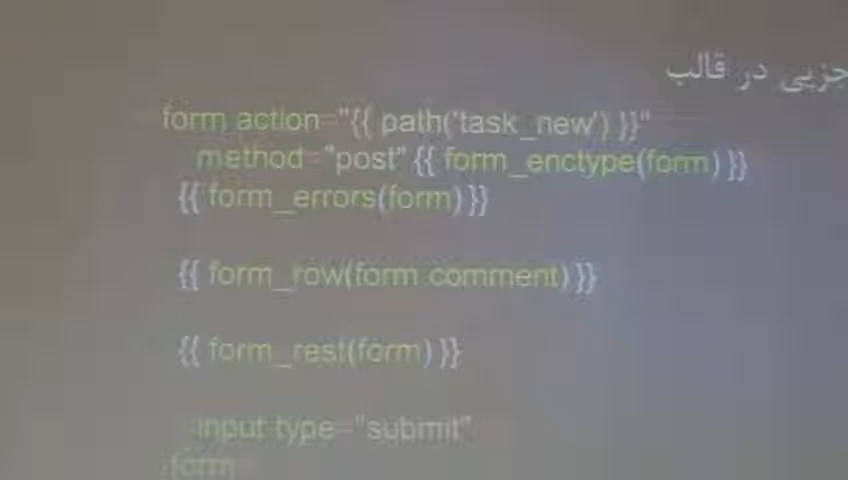 جزیی در قالب
form action="{{ path('task_new') }}"
method="post" {{ form_enctype(form) }}
{{ form_errors(form) }}
{{ form_row(form comment) }}
{{ form_rest(form) }}
input type="submit"
form